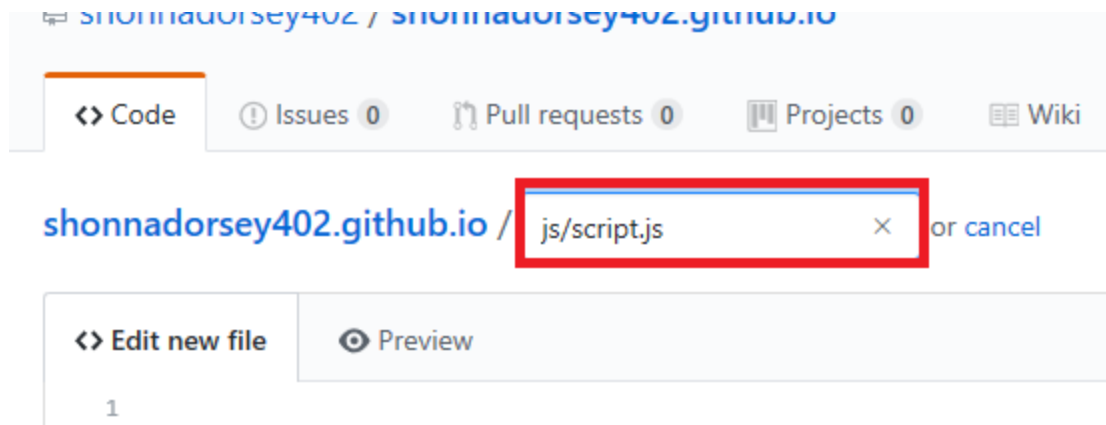 shonnadorsey402 / shonnadorsey402.github.io
Code Issues 0 Pull requests 0 Projects 0 Wiki
shonnadorsey402.github.io / js/script.js × or cancel
<> Edit new file Preview
1